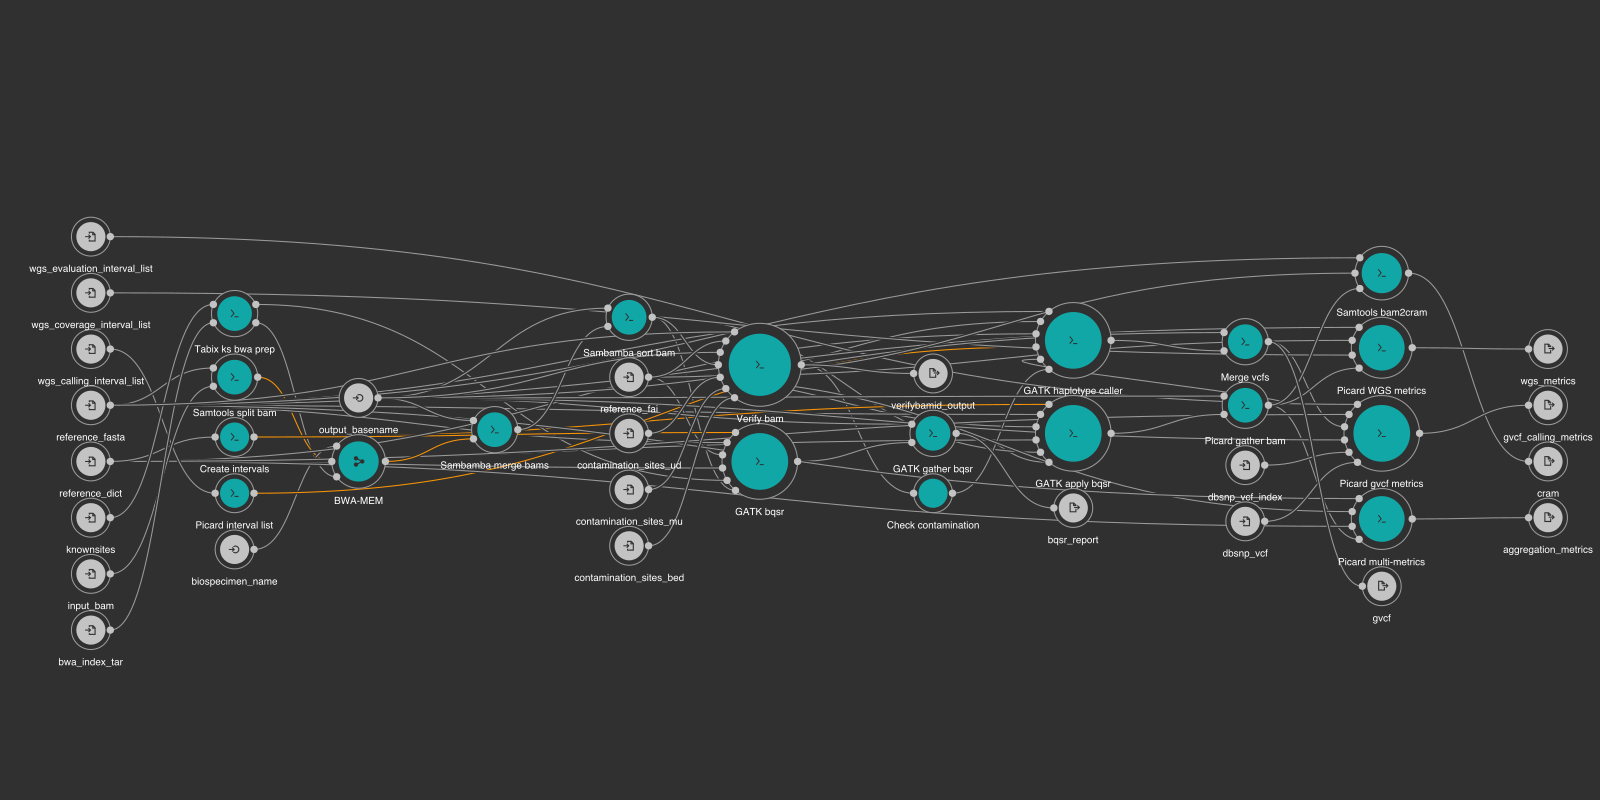 wgs_evaluation_interval_list
wgs_coverage_interval_list
wgs_calling_interval_list
reference_fasta
reference_dict
knownsites
input_bam
bwa_index_tar
Tabix ks bwa prep
Samtools split bam
Create intervals
Picard interval list
biospecimen_name
output_basename
BWA-MEM
Sambamba merge bams
Sambamba sort bam
reference_fai
contamination_sites_ud
contamination_sites_mu
contamination_sites_bed
Verify bam
GATK bqsr
verifybamid_output
GATK gather bqsr
Check contamination
GATK haplotype caller
GATK apply bqsr
bqsr_report
Merge vcfs
Picard gather bam
dbsnp_vcf_index
dbsnp_vcf
Samtools bam2cram
Picard WGS metrics
Picard gvcf metrics
Picard multi-metrics
gvcf
wgs_metrics
gvcf_calling_metrics
cram
aggregation_metrics